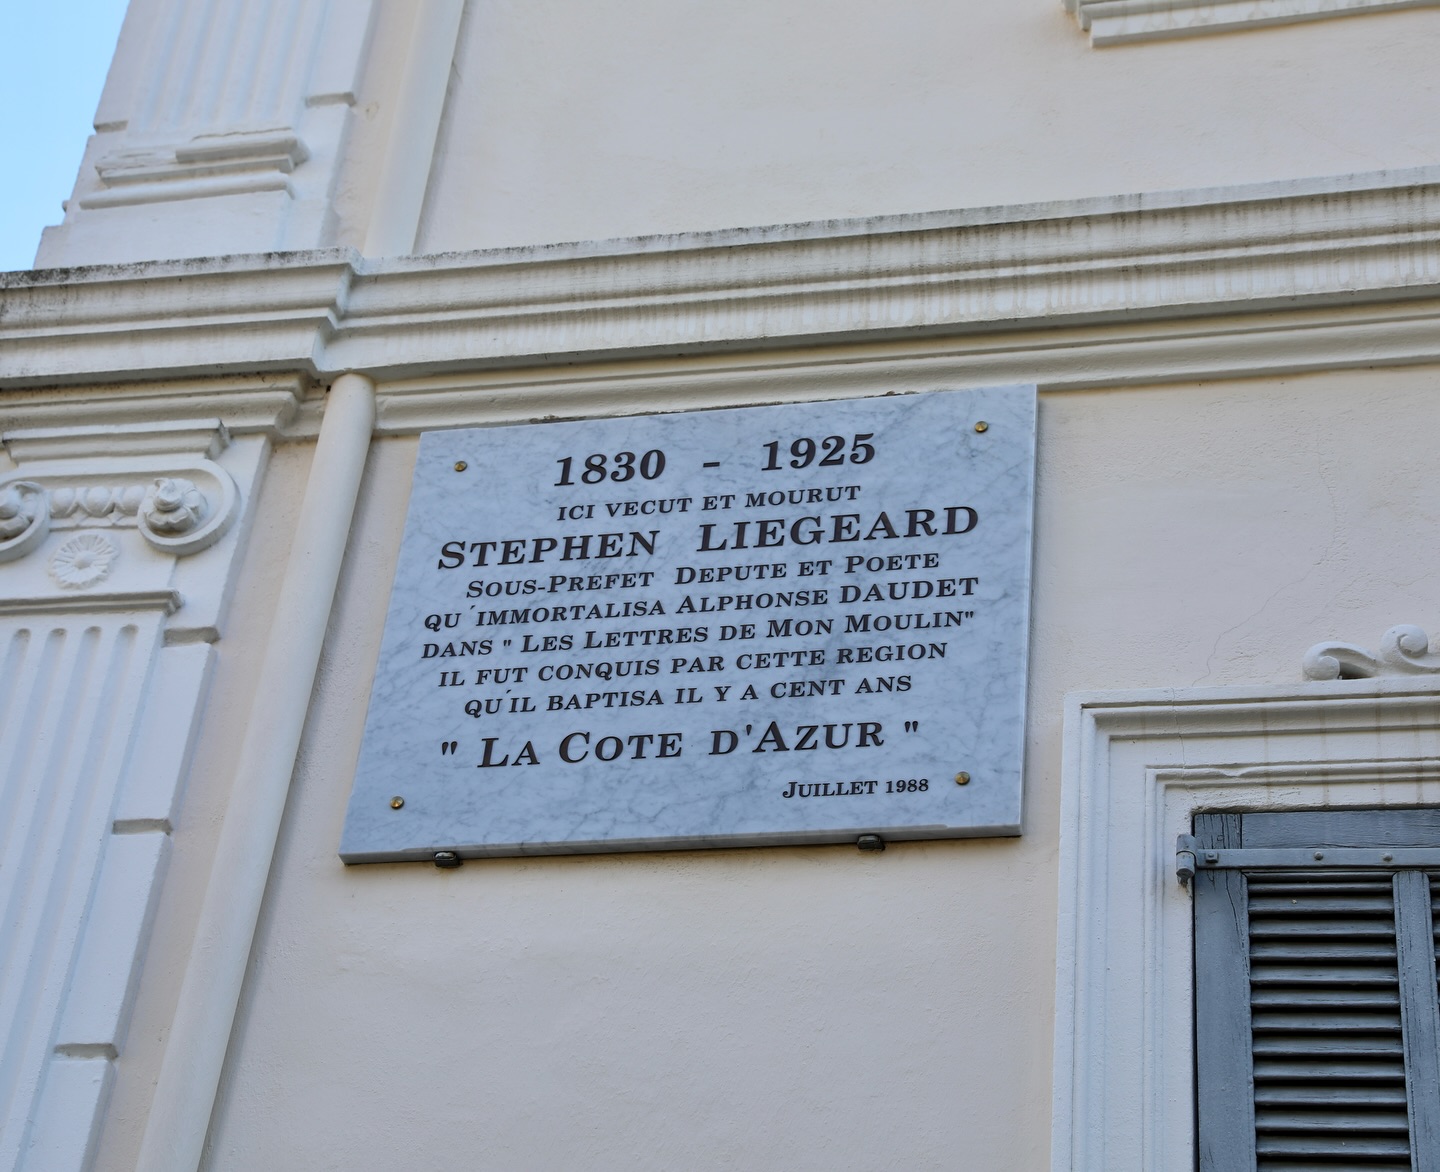 1830 - 1925
ICI VECUT ET MOURUT
STEPHEN LIEGEARD
SOUS-PREFET DEPUTE ET POETE
QU'IMMORTALISA ALPHONSE DAUDET
DANS " LES LETTRES DE MON MOULIN"
IL FUT CONQUIS PAR CETTE REGION
QU'IL BAPTISA IL Y A CENT ANS
" LA COTE D'AZUR "
JUILLET 1988